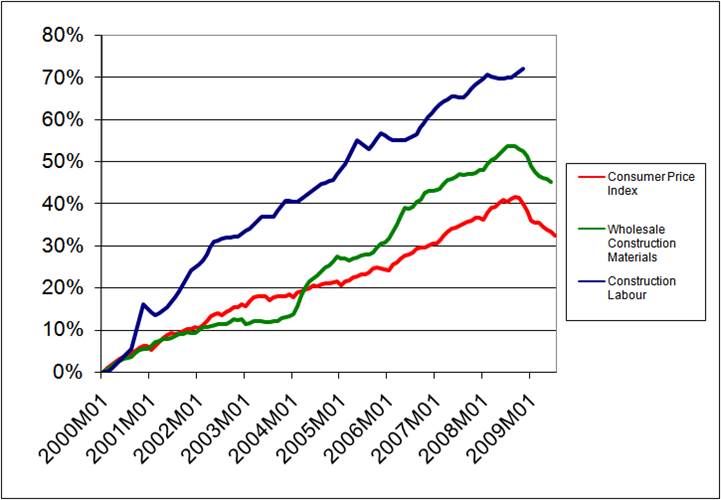 80%
70%
60%
50%
40%
30%
20%
10%
0%
2000M01
2001M01
2002M01
2003M01
2004M01
2005M01
2006M01
2007M01
2008M01
2009M01
Consumer Price
Index
Wholesale
Construction
Materials
Construction
Labour